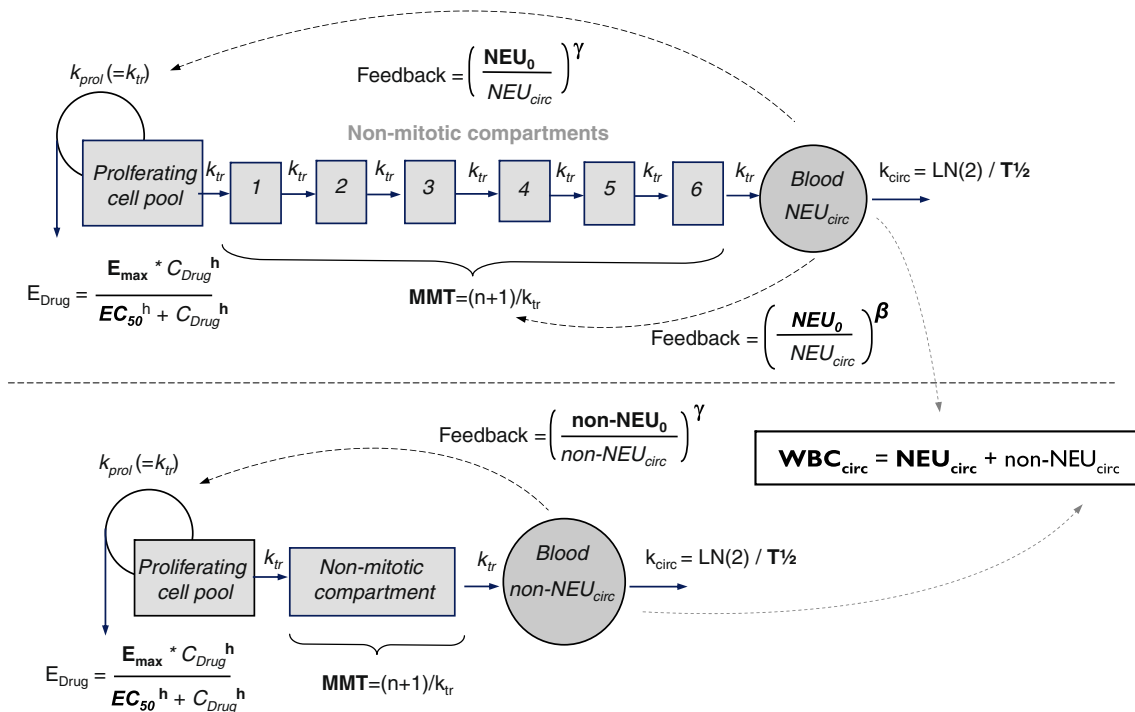 k_prol (=k_tr)
Feedback = (NEU_0 / NEU_circ)^γ
Non-mitotic compartments
Prolferating cell pool
k_tr
1
k_tr
2
k_tr
3
k_tr
4
k_tr
5
k_tr
6
k_tr
Blood
NEU_circ
k_circ = LN(2) / T½
E_Drug = E_max * C_Drug^h / EC_50^h + C_Drug^h
MMT=(n+1)/k_tr
Feedback = (NEU_0 / NEU_circ)^β
Feedback = (non-NEU_0 / non-NEU_circ)^γ
WBC_circ = NEU_circ + non-NEU_circ
k_prol (=k_tr)
Proliferating
cell pool
k_tr
Non-mitotic
compartment
k_tr
Blood
non-NEU_circ
k_circ = LN(2) / T½
E_Drug = E_max * C_Drug^h / EC_50^h + C_Drug^h
MMT=(n+1)/k_tr